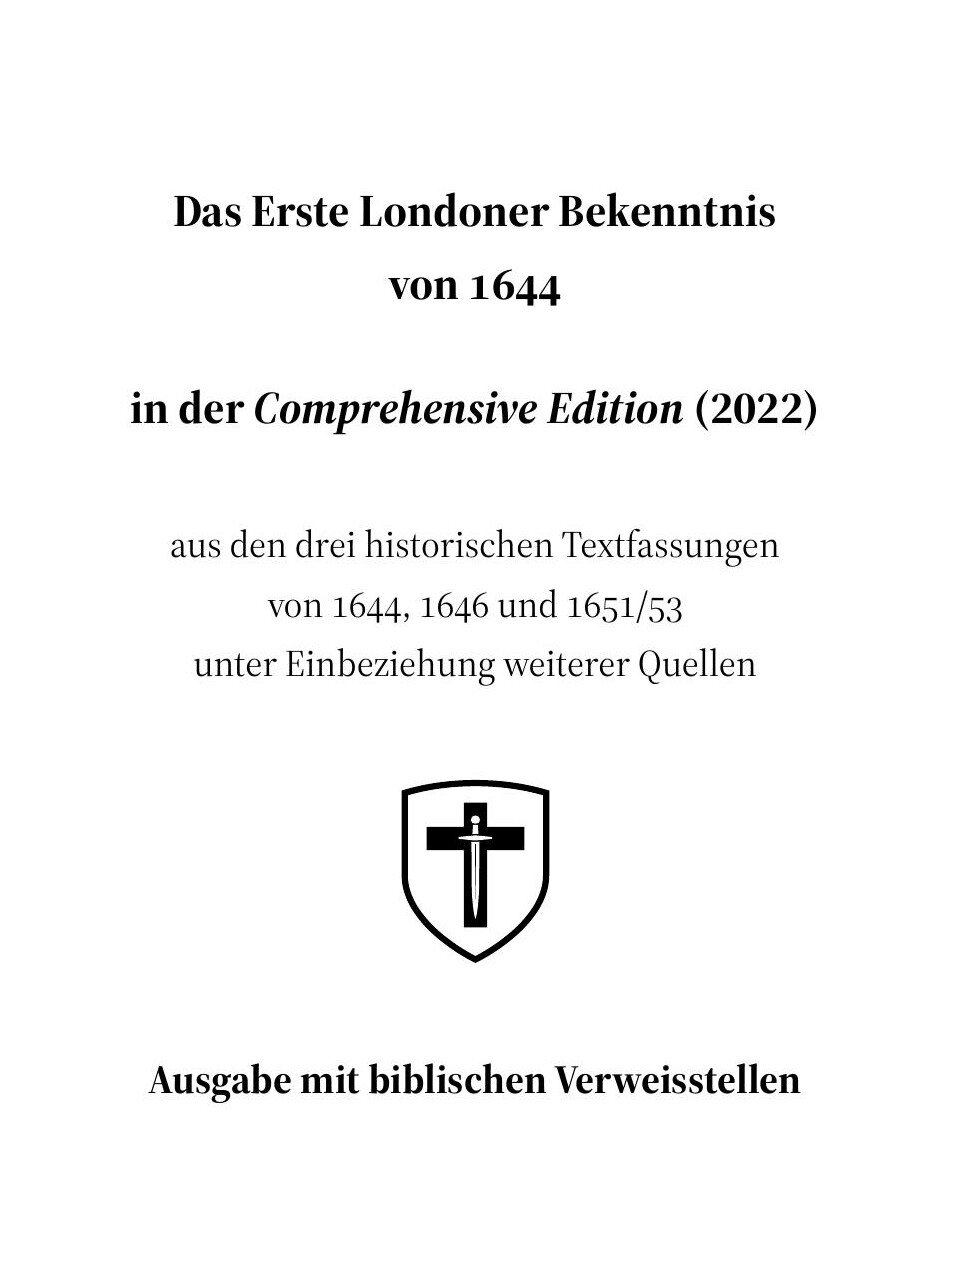 Das Erste Londoner Bekenntnis
von 1644
in der Comprehensive Edition (2022)
aus den drei historischen Textfassungen
von 1644, 1646 und 1651/53
unter Einbeziehung weiterer Quellen
Ausgabe mit biblischen Verweisstellen